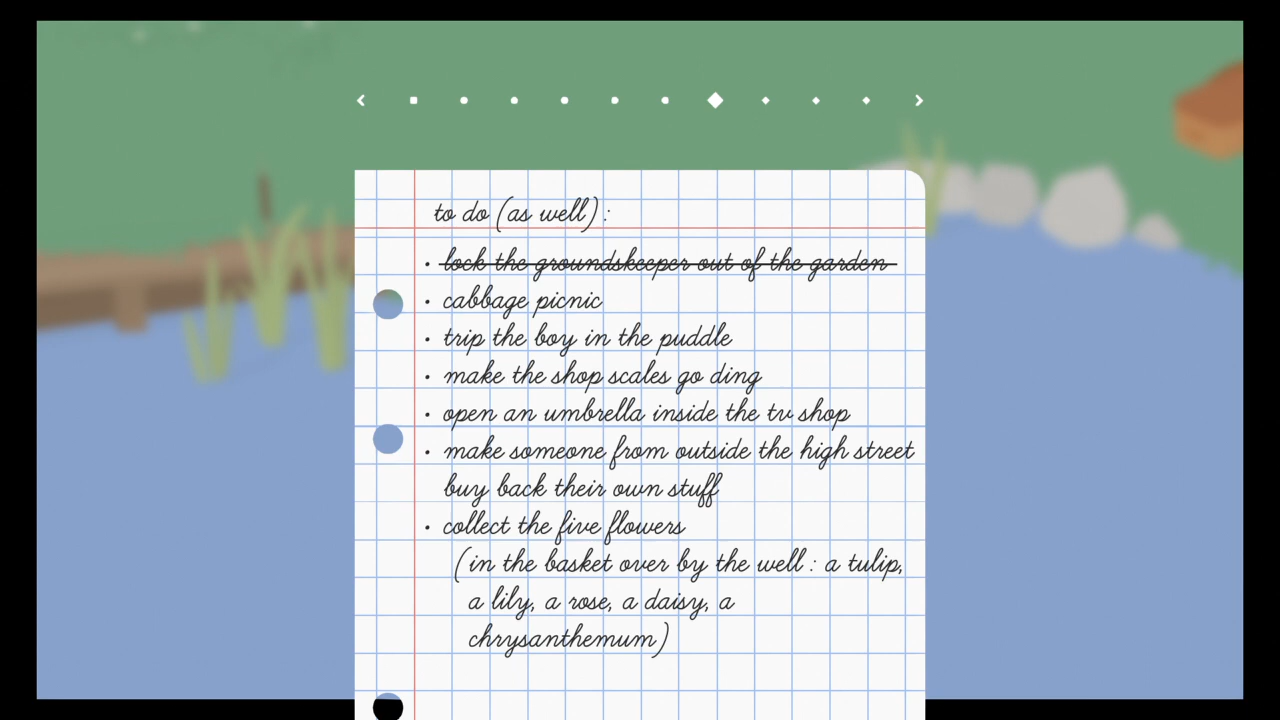 to do (as well) :
• lock the groundskeeper out of the garden
• cabbage picnic
• trip the boy in the puddle
• make the shop scales go ding
• open an umbrella inside the tv shop
• make someone from outside the high street
buy back their own stuff
• collect the five flowers
(in the basket over by the well : a tulip,
a lily, a rose, a daisy, a
chrysanthemum)